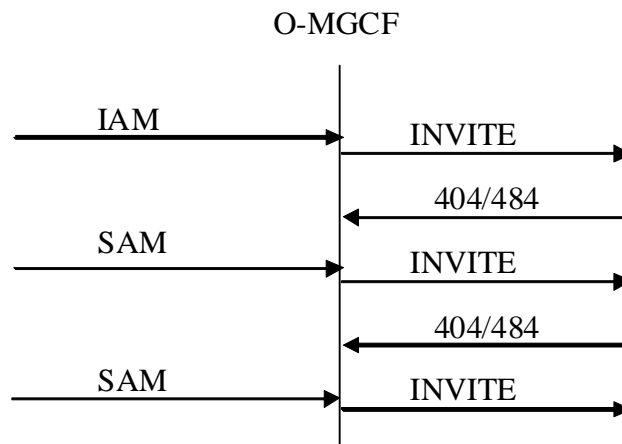 O-MGCF
IAM
INVITE
404/484
SAM
INVITE
404/484
SAM
INVITE